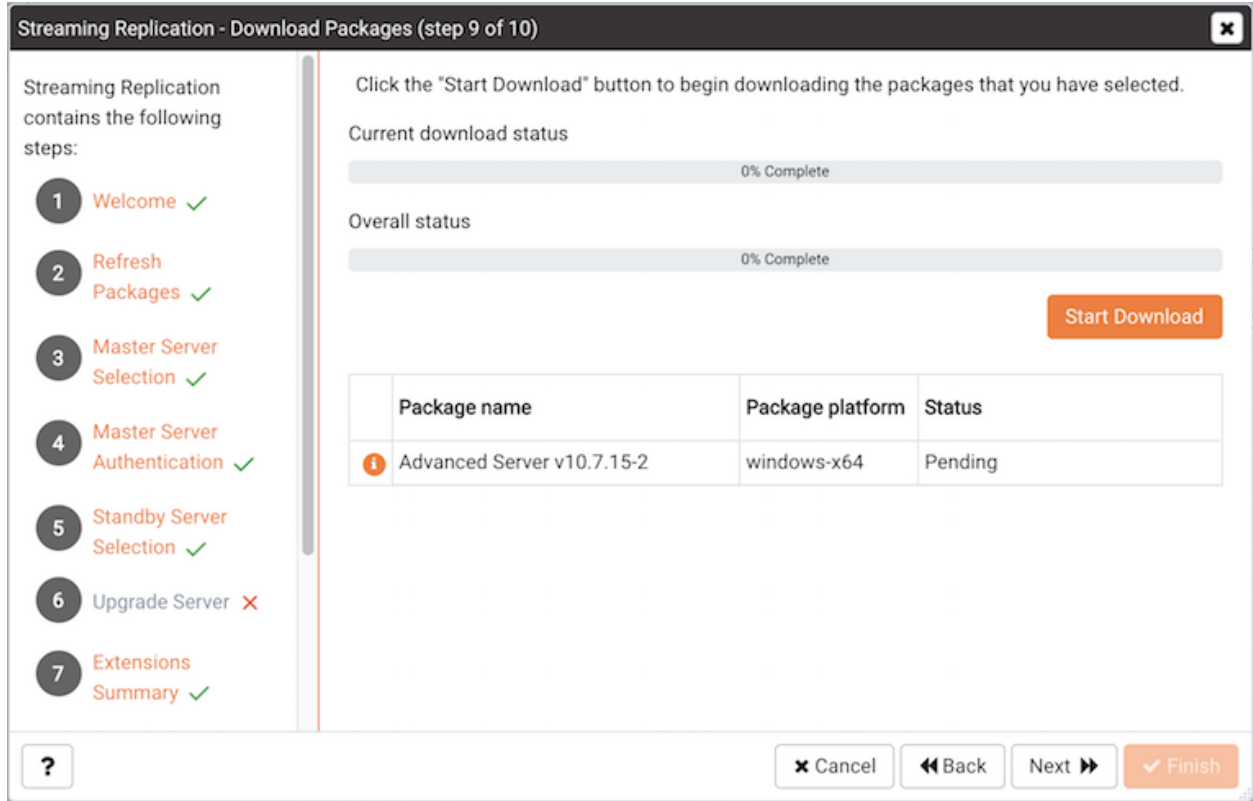 Streaming Replication - Download Packages (step 9 of 10)
Streaming Replication
contains the following
steps:
1
Welcome
2
Refresh
Packages
3
Master Server
Selection
4
Master Server
Authentication
5
Standby Server
Selection
6
Upgrade Server
7
Extensions
Summary
Click the "Start Download" button to begin downloading the packages that you have selected.
Current download status
0% Complete
Overall status
0% Complete
Start Download
Package name Package platform Status
Advanced Server v10.7.15-2 windows-x64 Pending
? Cancel Back Next Finish